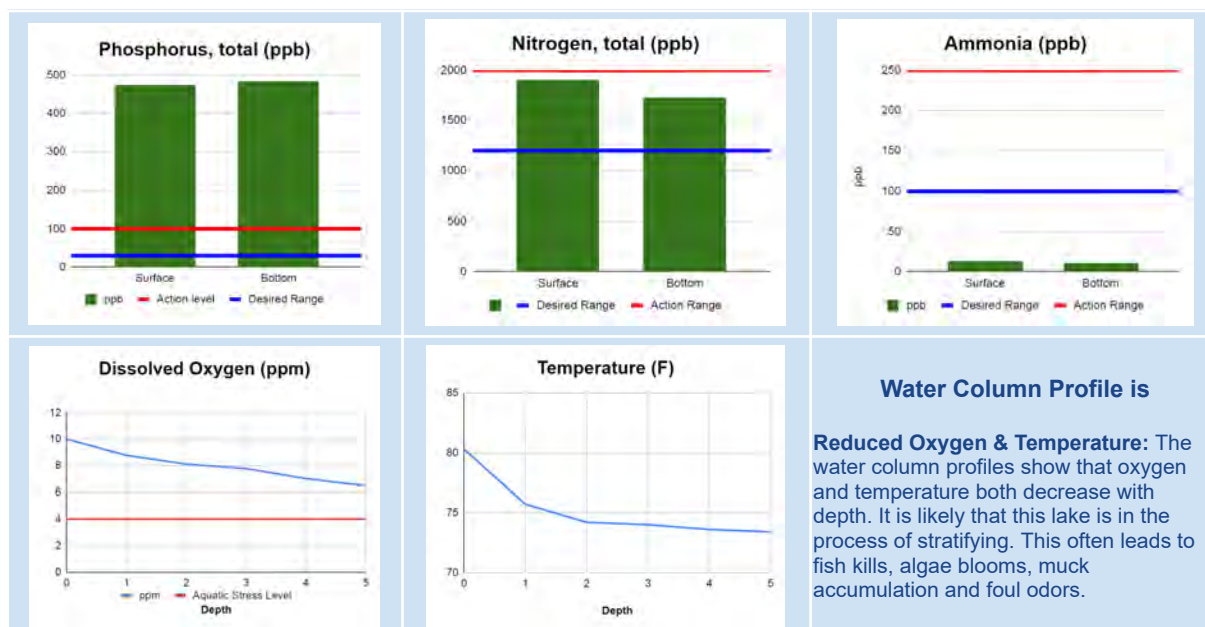 Phosphorus, total (ppb)
500
400
300
200
100
0
Surface
Bottom
ppb
Action level
Desired Range
Nitrogen, total (ppb)
2000
1500
1000
500
0
Surface
Bottom
Desired Range
Action Range
Ammonia (ppb)
ppb
250
200
150
100
50
0
Surface
Bottom
ppb
Desired Range
Action Range
Dissolved Oxygen (ppm)
12
10
8
6
4
2
0
0 1 2 3 4 5
ppm
Aquatic Stress Level
Depth
Temperature (F)
85
80
75
70
0 1 2 3 4 5
Depth
Water Column Profile is
Reduced Oxygen & Temperature: The
water column profiles show that oxygen
and temperature both decrease with
depth. It is likely that this lake is in the
process of stratifying. This often leads to
fish kills, algae blooms, muck
accumulation and foul odors.